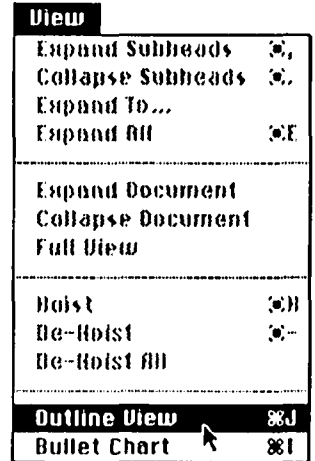 View
Expand Subheads ⌘,
Collapse Subheads ⌘.
Expand To...
Expand All ⌘E
Expand Document
Collapse Document
Full View
Hoist ⌘H
De-Hoist ⌘-
De-Hoist All
Outline View ⌘J
Bullet Chart ⌘I